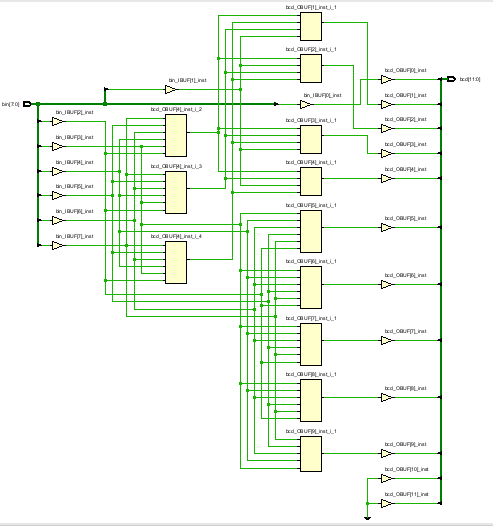 bcd_OBUF[1]_inst_i_1
bcd_OBUF[2]_inst_i_1
bin_IBUF[1]_inst
bcd_OBUF[0]_inst
bcd[11:0]
bin[7:0]
bin_IBUF[0]_inst
bcd_OBUF[1]_inst
bin_IBUF[2]_inst
bcd_OBUF[4]_inst_i_2
bcd_OBUF[3]_inst_i_1
bcd_OBUF[2]_inst
bin_IBUF[3]_inst
bcd_OBUF[3]_inst
bin_IBUF[4]_inst
bcd_OBUF[4]_inst_i_3
bcd_OBUF[4]_inst_i_1
bcd_OBUF[4]_inst
bin_IBUF[5]_inst
bin_IBUF[6]_inst
bcd_OBUF[5]_inst_i_1
bcd_OBUF[5]_inst
bin_IBUF[7]_inst
bcd_OBUF[4]_inst_i_4
bcd_OBUF[6]_inst_i_1
bcd_OBUF[6]_inst
bcd_OBUF[7]_inst_i_1
bcd_OBUF[7]_inst
bcd_OBUF[8]_inst_i_1
bcd_OBUF[8]_inst
bcd_OBUF[9]_inst_i_1
bcd_OBUF[9]_inst
bcd_OBUF[10]_inst
bcd_OBUF[11]_inst